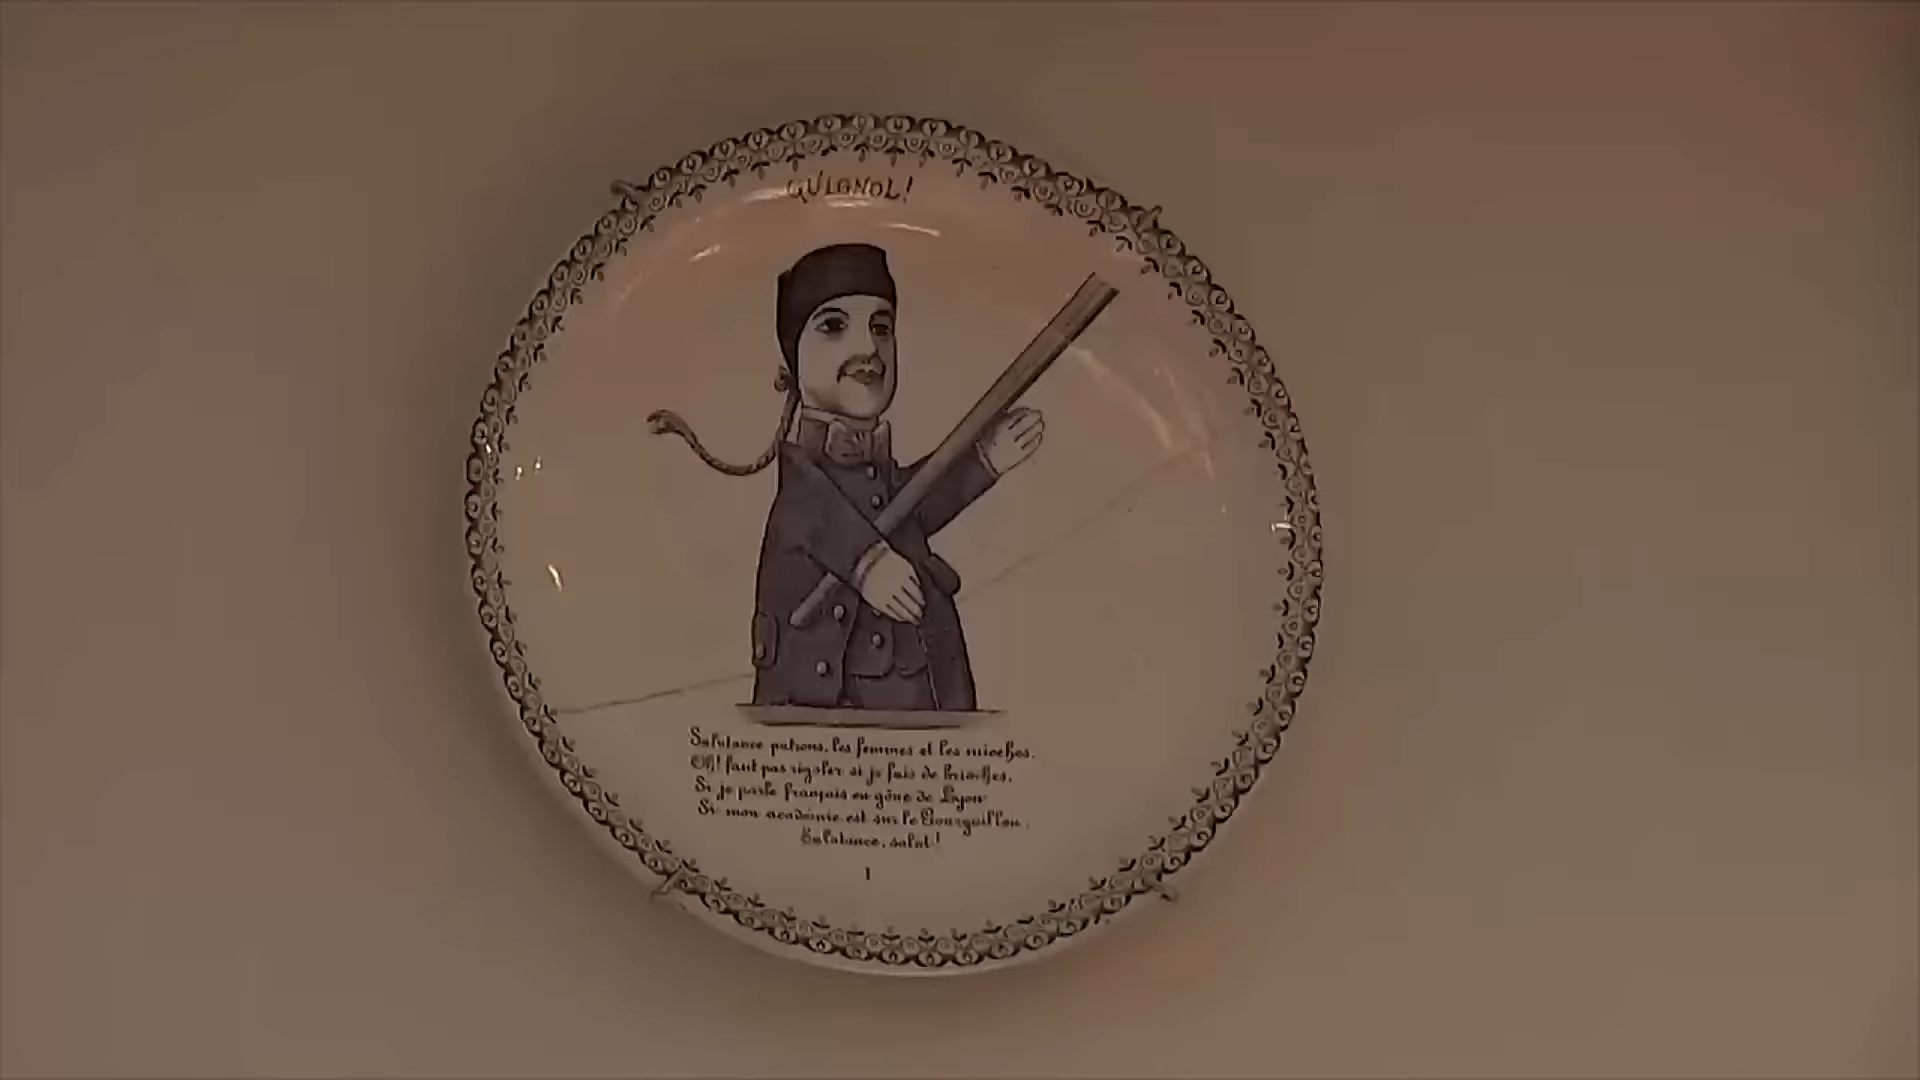 GUIGNOL!
Salutance patrons, les femmes et les mioches.
Oh! faut pas rigoler si je fais de brioches,
Si je parle français en gône de Lyon
Si mon académie est sur le Gourguillon.
Salutance, salut!
1